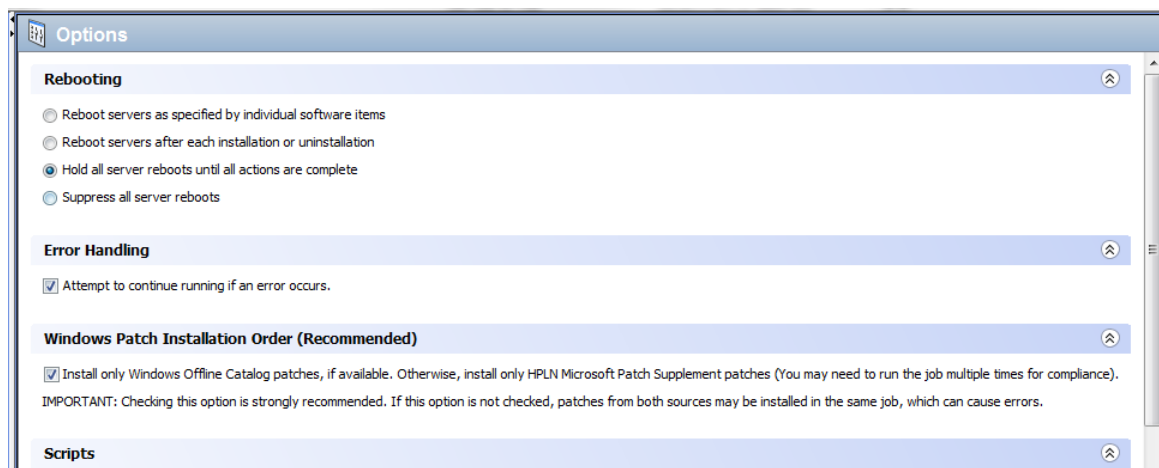 Options
Rebooting
Reboot servers as specified by individual software items
Reboot servers after each installation or uninstallation
Hold all server reboots until all actions are complete
Suppress all server reboots
Error Handling
Attempt to continue running if an error occurs.
Windows Patch Installation Order (Recommended)
Install only Windows Offline Catalog patches, if available. Otherwise, install only HPLN Microsoft Patch Supplement patches (You may need to run the job multiple times for compliance).
IMPORTANT: Checking this option is strongly recommended. If this option is not checked, patches from both sources may be installed in the same job, which can cause errors.
Scripts